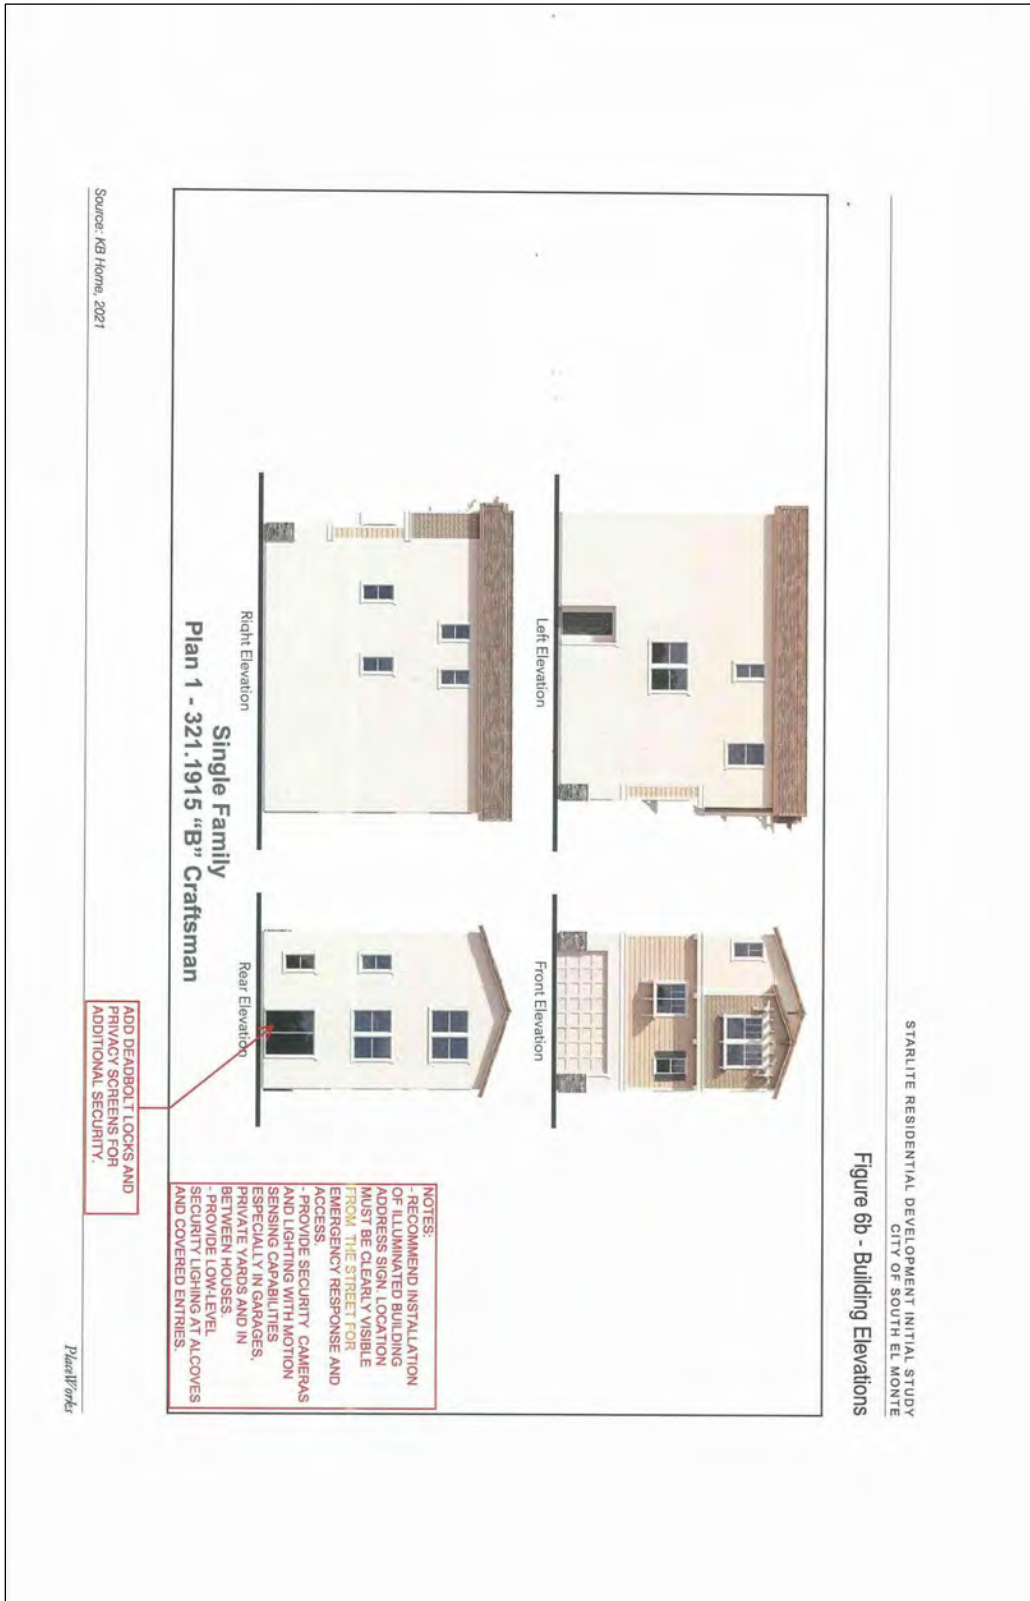 STARLITE RESIDENTIAL DEVELOPMENT INITIAL STUDY
CITY OF SOUTH EL MONTE
Figure 6b - Building Elevations
Left Elevation
Front Elevation
Right Elevation
Rear Elevation
Single Family
Plan 1 - 321.1915 “B” Craftsman
NOTES:
- RECOMMEND INSTALLATION
OF ILLUMINATED BUILDING
ADDRESS SIGN. LOCATION
MUST BE CLEARLY VISIBLE
FROM THE STREET FOR
EMERGENCY RESPONSE AND
ACCESS.
- PROVIDE SECURITY CAMERAS
AND LIGHTING WITH MOTION
SENSING CAPABILITIES
ESPECIALLY IN GARAGES,
PRIVATE YARDS AND IN
BETWEEN HOUSES.
- PROVIDE LOW-LEVEL
SECURITY LIGHING AT ALCOVES
AND COVERED ENTRIES.
ADD DEADBOLT LOCKS AND
PRIVACY SCREENS FOR
ADDITIONAL SECURITY.
Source: KB Home, 2021
PlaceWorks